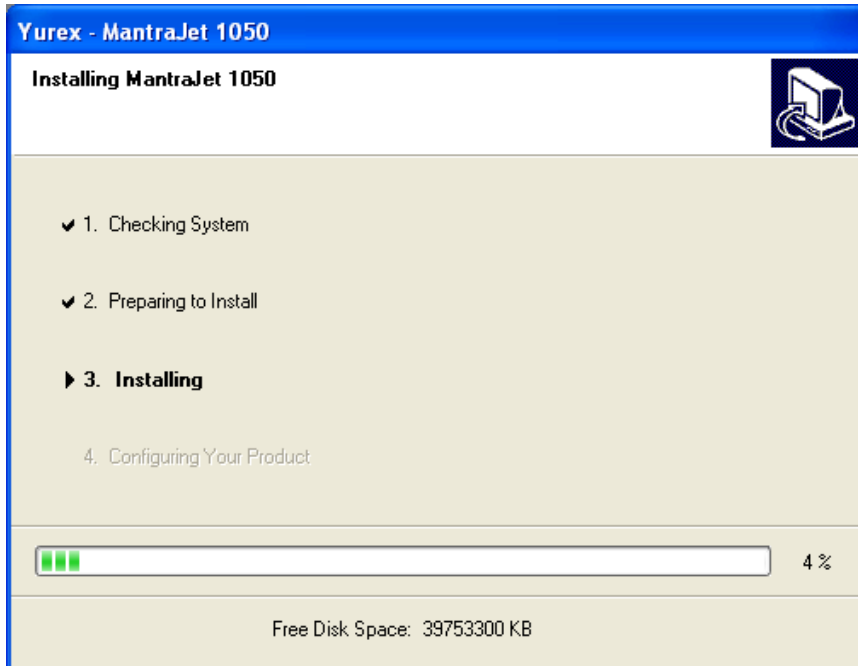 Yurex - MantraJet 1050
Installing MantraJet 1050
1. Checking System
2. Preparing to Install
3. Installing
4. Configuring Your Product
4 %
Free Disk Space: 39753300 KB